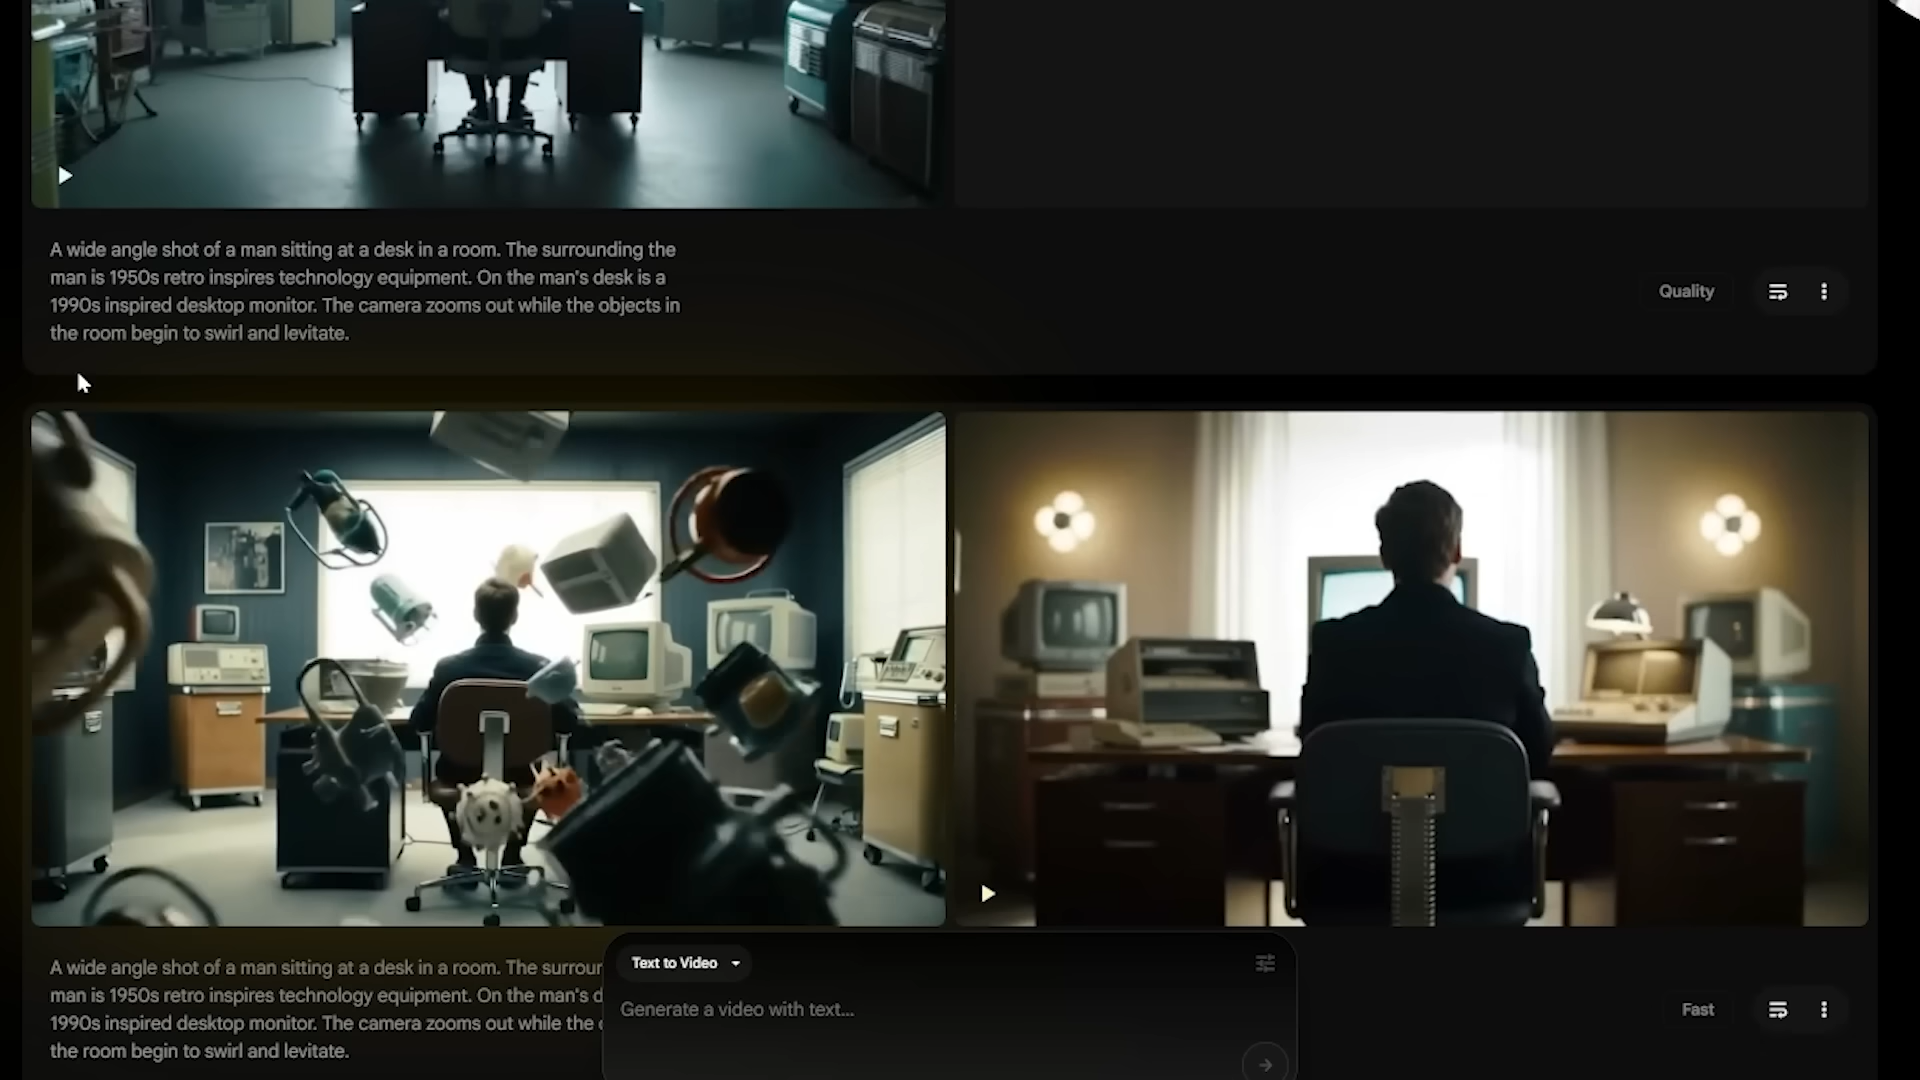 A wide angle shot of a man sitting at a desk in a room. The surrounding the
man is 1950s retro inspires technology equipment. On the man's desk is a
1990s inspired desktop monitor. The camera zooms out while the objects in
the room begin to swirl and levitate.
Quality
A wide angle shot of a man sitting at a desk in a room. The surrour
man is 1950s retro inspires technology equipment. On the man's d
1990s inspired desktop monitor. The camera zooms out while the
the room begin to swirl and levitate.
Text to Video
Generate a video with text...
Fast